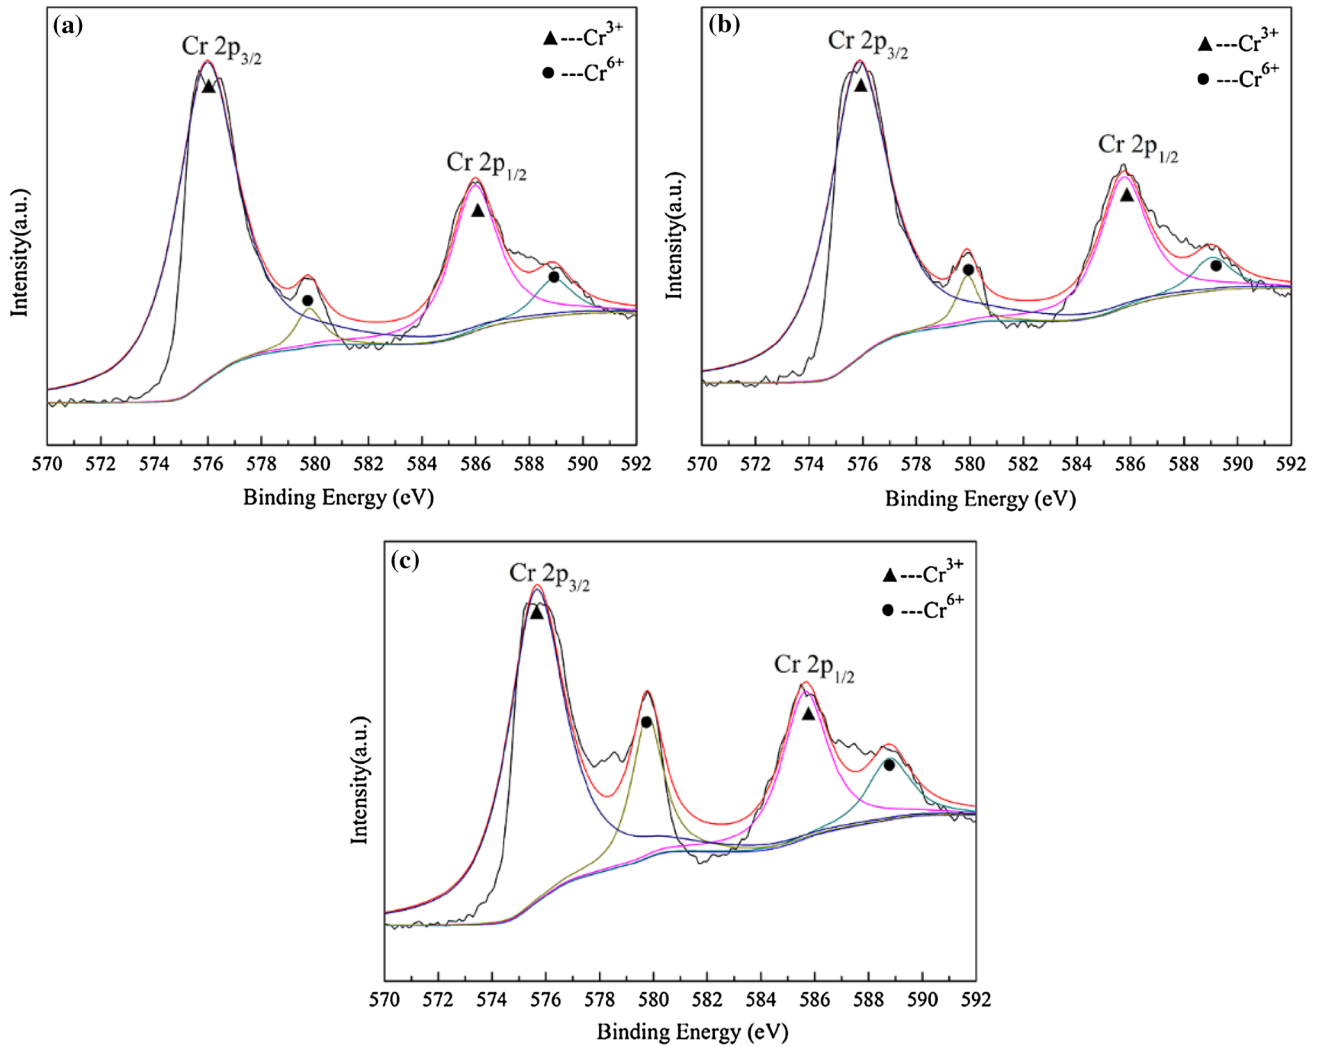 (a)
Cr 2p3/2
Cr 2p1/2
▲---Cr3+
●---Cr6+
Intensity(a.u.)
570 572 574 576 578 580 582 584 586 588 590 592
Binding Energy (eV)
(b)
Cr 2p3/2
Cr 2p1/2
▲---Cr3+
●---Cr6+
Intensity(a.u.)
570 572 574 576 578 580 582 584 586 588 590 592
Binding Energy (eV)
(c)
Cr 2p3/2
Cr 2p1/2
▲---Cr3+
●---Cr6+
Intensity(a.u.)
570 572 574 576 578 580 582 584 586 588 590 592
Binding Energy (eV)